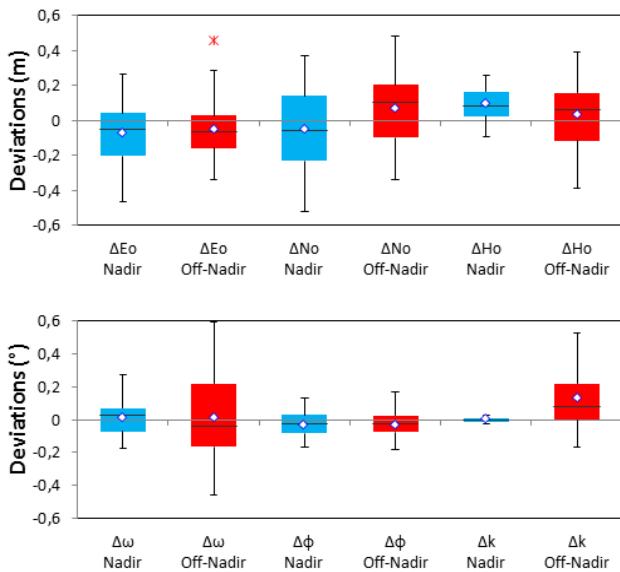 Deviations (m)
0,6
0,4
0,2
0
-0,2
-0,4
-0,6
ΔEo ΔEo ΔNo ΔNo ΔHo ΔHo
Nadir Off-Nadir Nadir Off-Nadir Nadir Off-Nadir
Deviations (°)
0,6
0,4
0,2
0
-0,2
-0,4
-0,6
Δω Δω Δϕ Δϕ Δk Δk
Nadir Off-Nadir Nadir Off-Nadir Nadir Off-Nadir